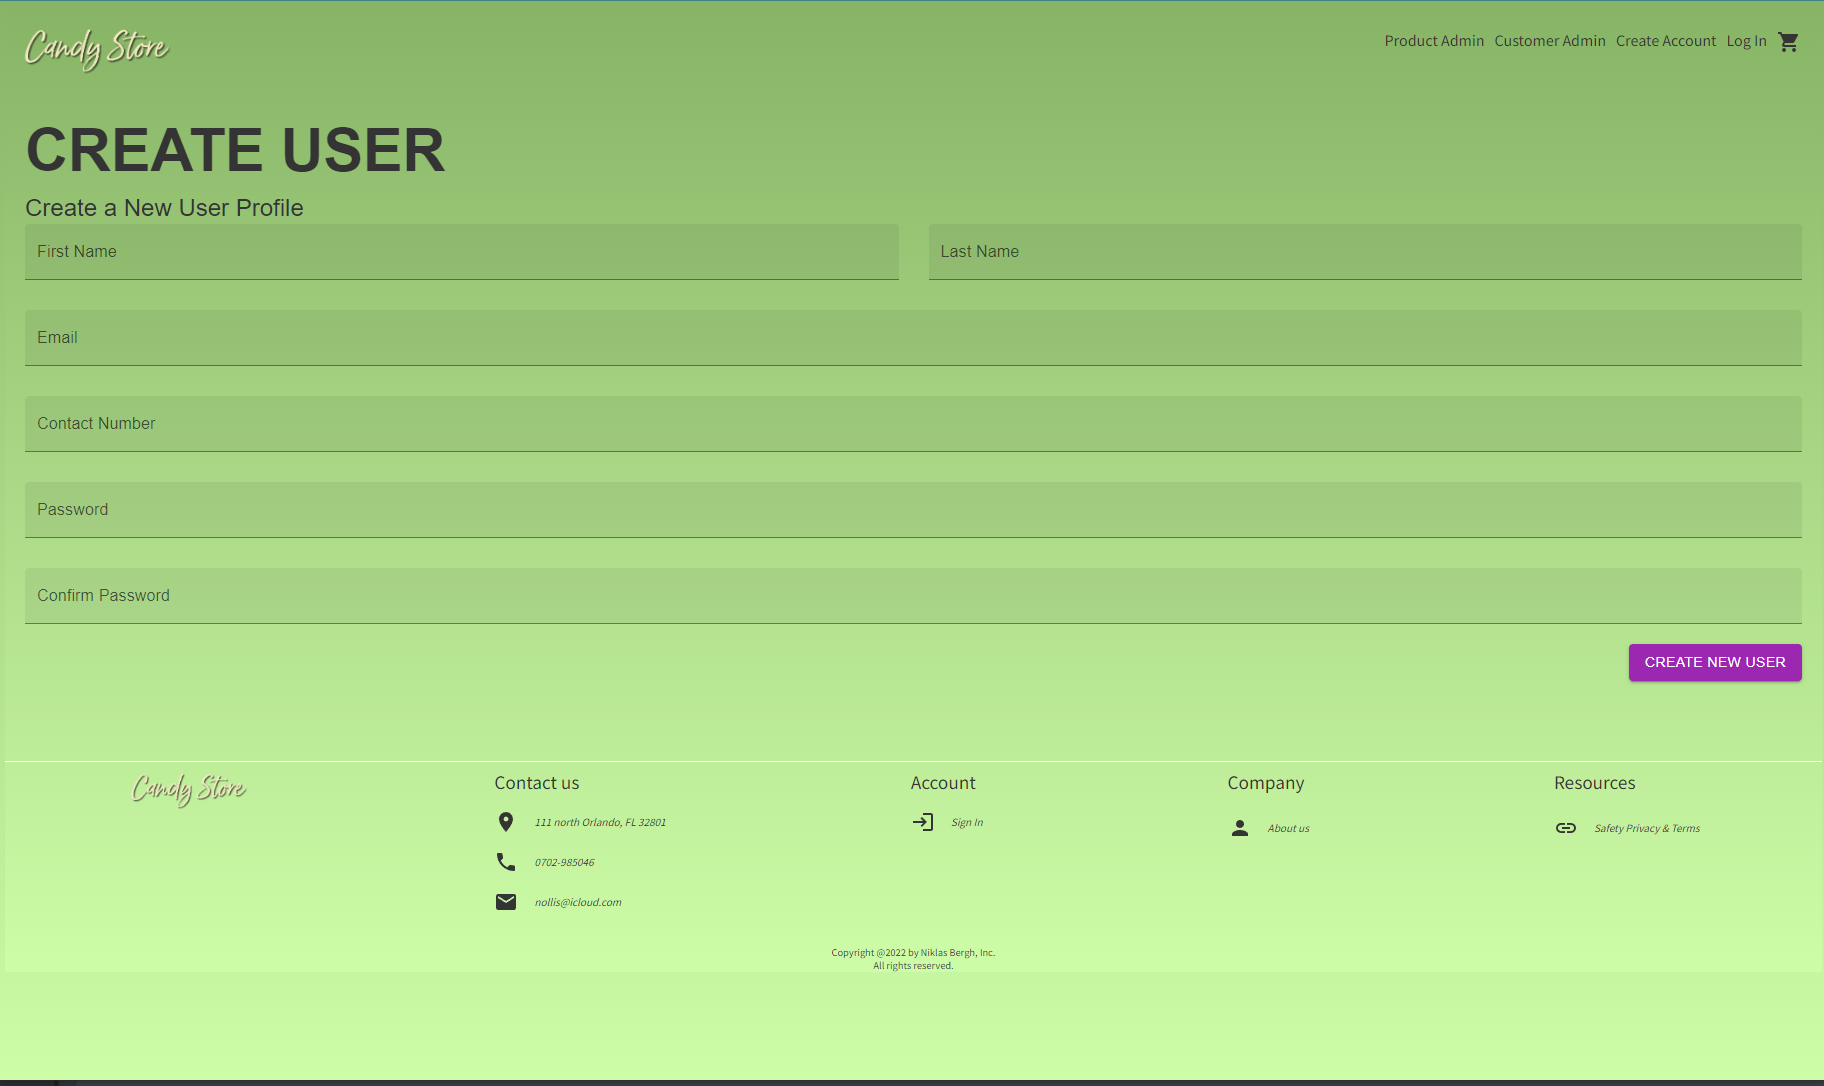 Candy Store
Product Admin Customer Admin Create Account Log In
CREATE USER
Create a New User Profile
First Name
Last Name
Email
Contact Number
Password
Confirm Password
CREATE NEW USER
Candy Store
Contact us
111 north Orlando, FL 32801
0702-985046
nollis@icloud.com
Account
Sign In
Company
About us
Resources
Safety Privacy & Terms
Copyright @2022 by Niklas Bergh, Inc.
All rights reserved.